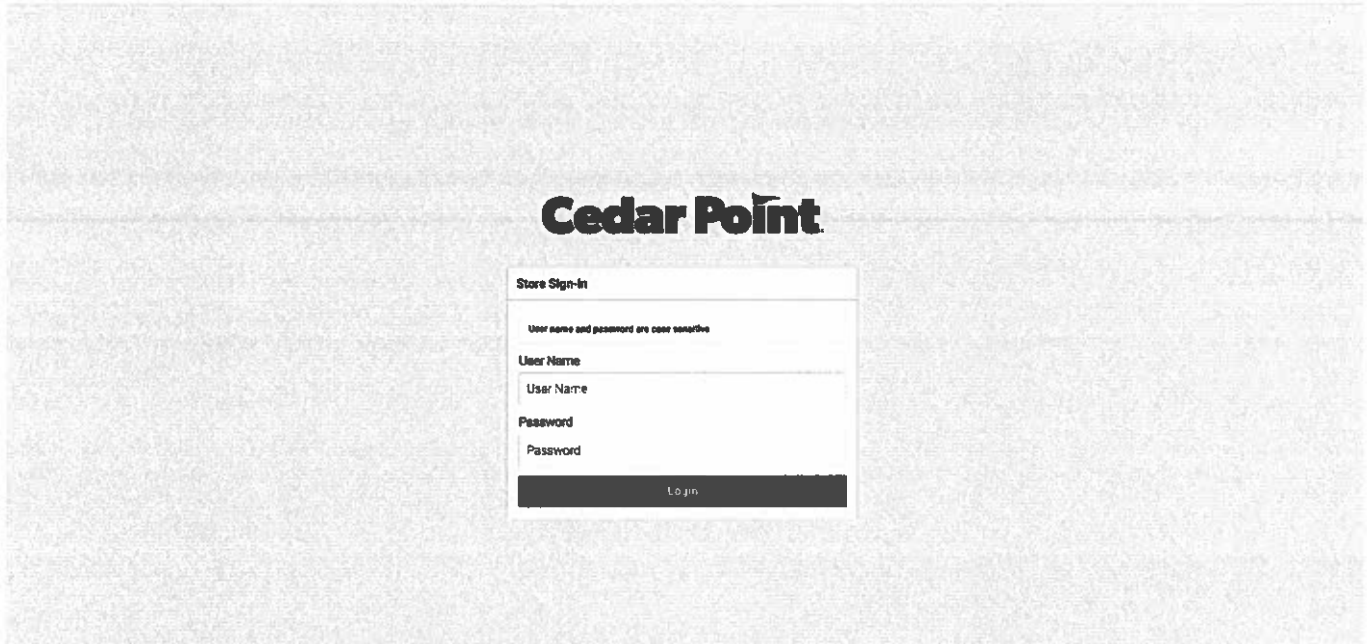 Cedar Point
Store Sign-In
User name and password are case sensitive
User Name
User Name
Password
Password
Login